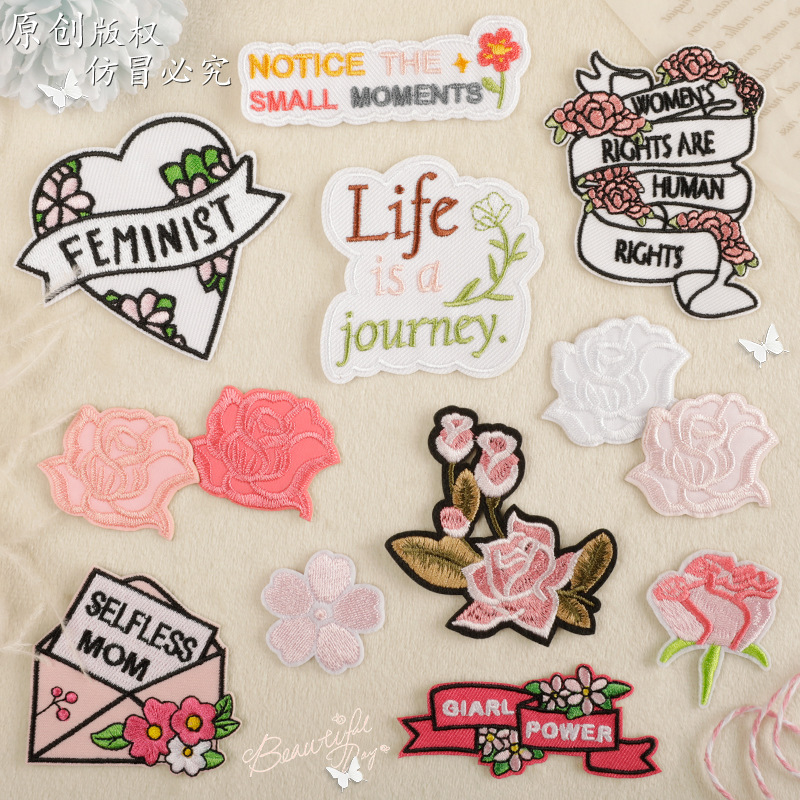 原创版权
仿冒必究
NOTICE THE
SMALL MOMENTS
FEMINIST
Life
is a
journey.
WOMEN'S
RIGHTS ARE
HUMAN
RIGHTS
SELFLESS
MOM
GIARL
POWER
Beautiful
Day